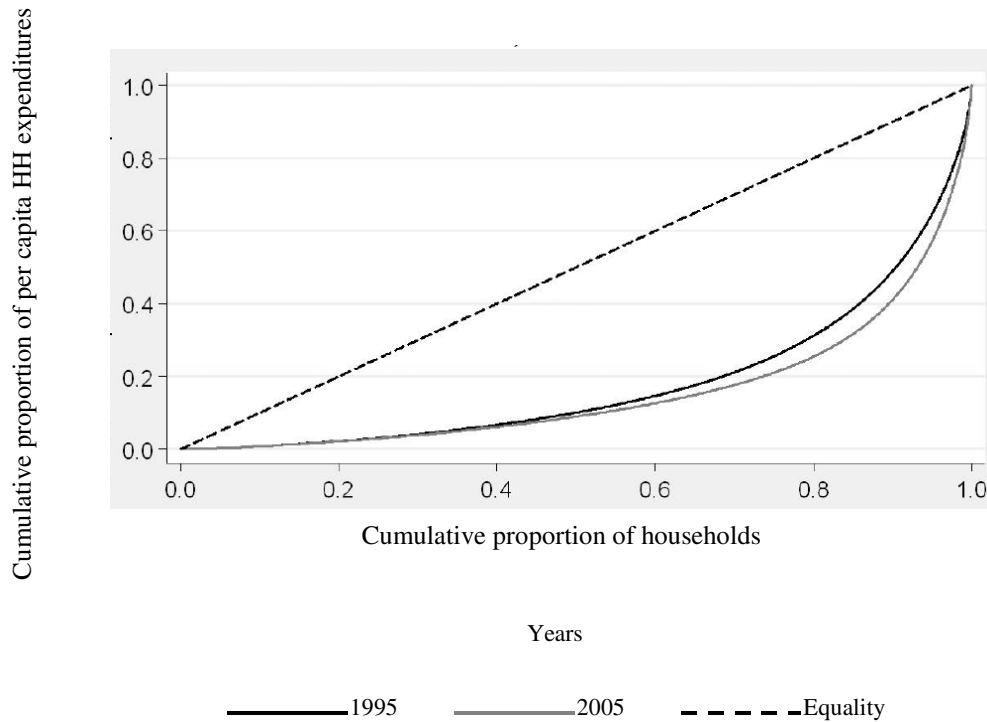 Cumulative proportion of per capita HH expenditures
1.0
0.8
0.6
0.4
0.2
0.0
0.0 0.2 0.4 0.6 0.8 1.0
Cumulative proportion of households
Years
1995 2005 Equality